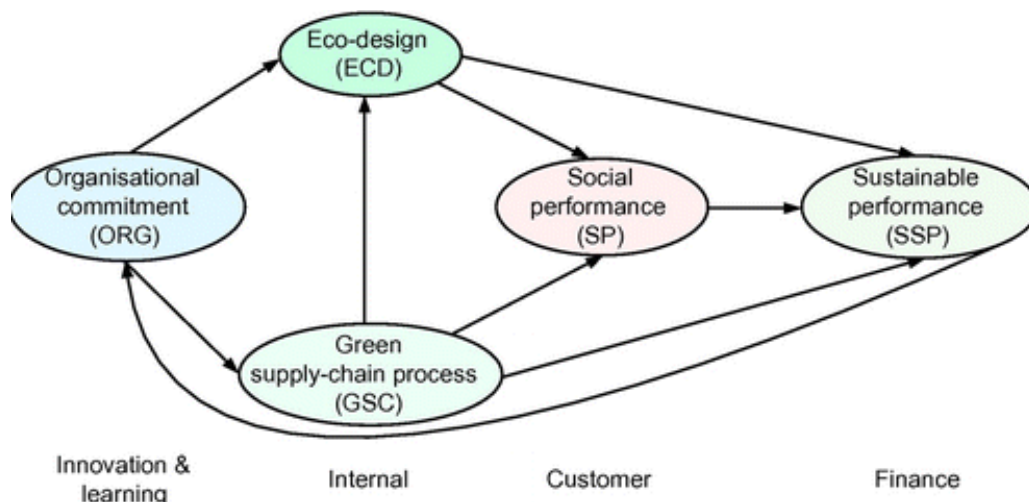 Eco-design
(ECD)
Organisational
commitment
(ORG)
Social
performance
(SP)
Sustainable
performance
(SSP)
Green
supply-chain process
(GSC)
Innovation &
learning
Internal
Customer
Finance